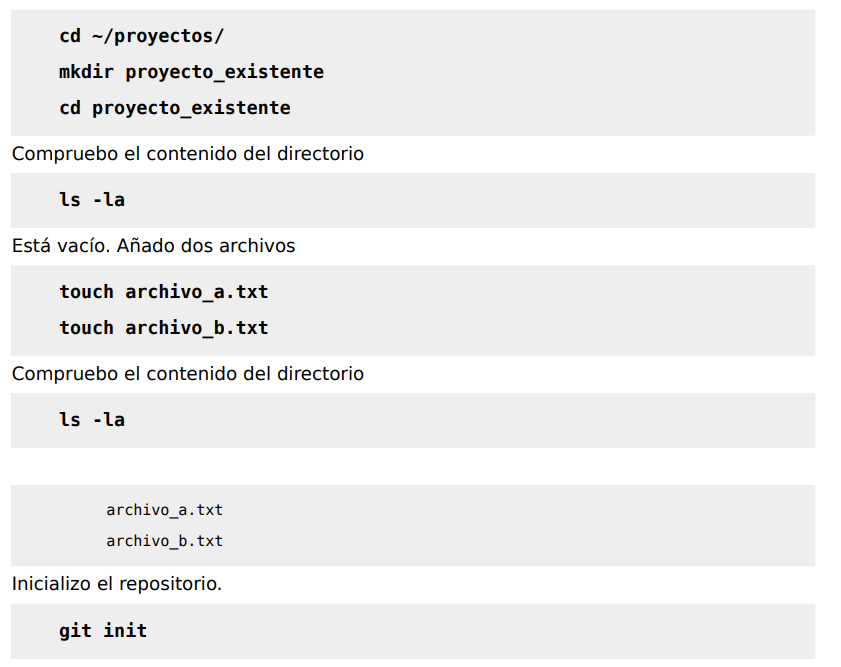 cd ~/proyectos/
mkdir proyecto_existente
cd proyecto_existente
Compruebo el contenido del directorio
ls -la
Está vacío. Añado dos archivos
touch archivo_a.txt
touch archivo_b.txt
Compruebo el contenido del directorio
ls -la
archivo_a.txt
archivo_b.txt
Inicializo el repositorio.
git init